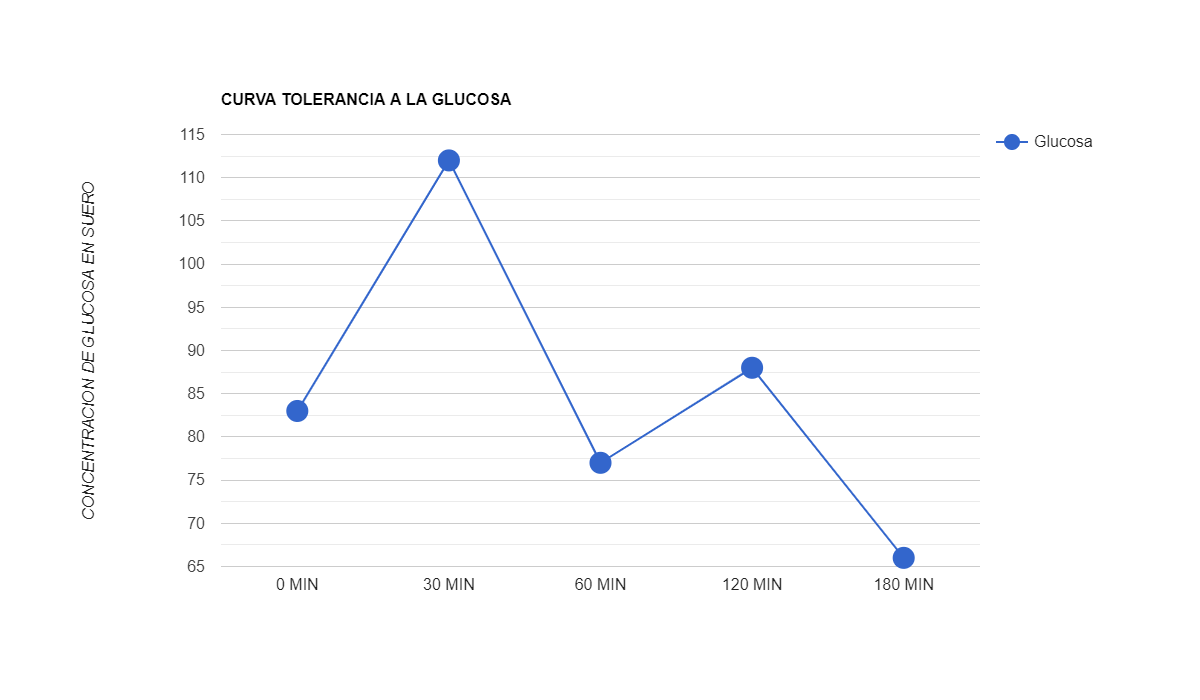 CURVA TOLERANCIA A LA GLUCOSA
115
110
105
100
95
90
85
80
75
70
65
CONCENTRACION DE GLUCOSA EN SUERO
0 MIN
30 MIN
60 MIN
120 MIN
180 MIN
Glucosa